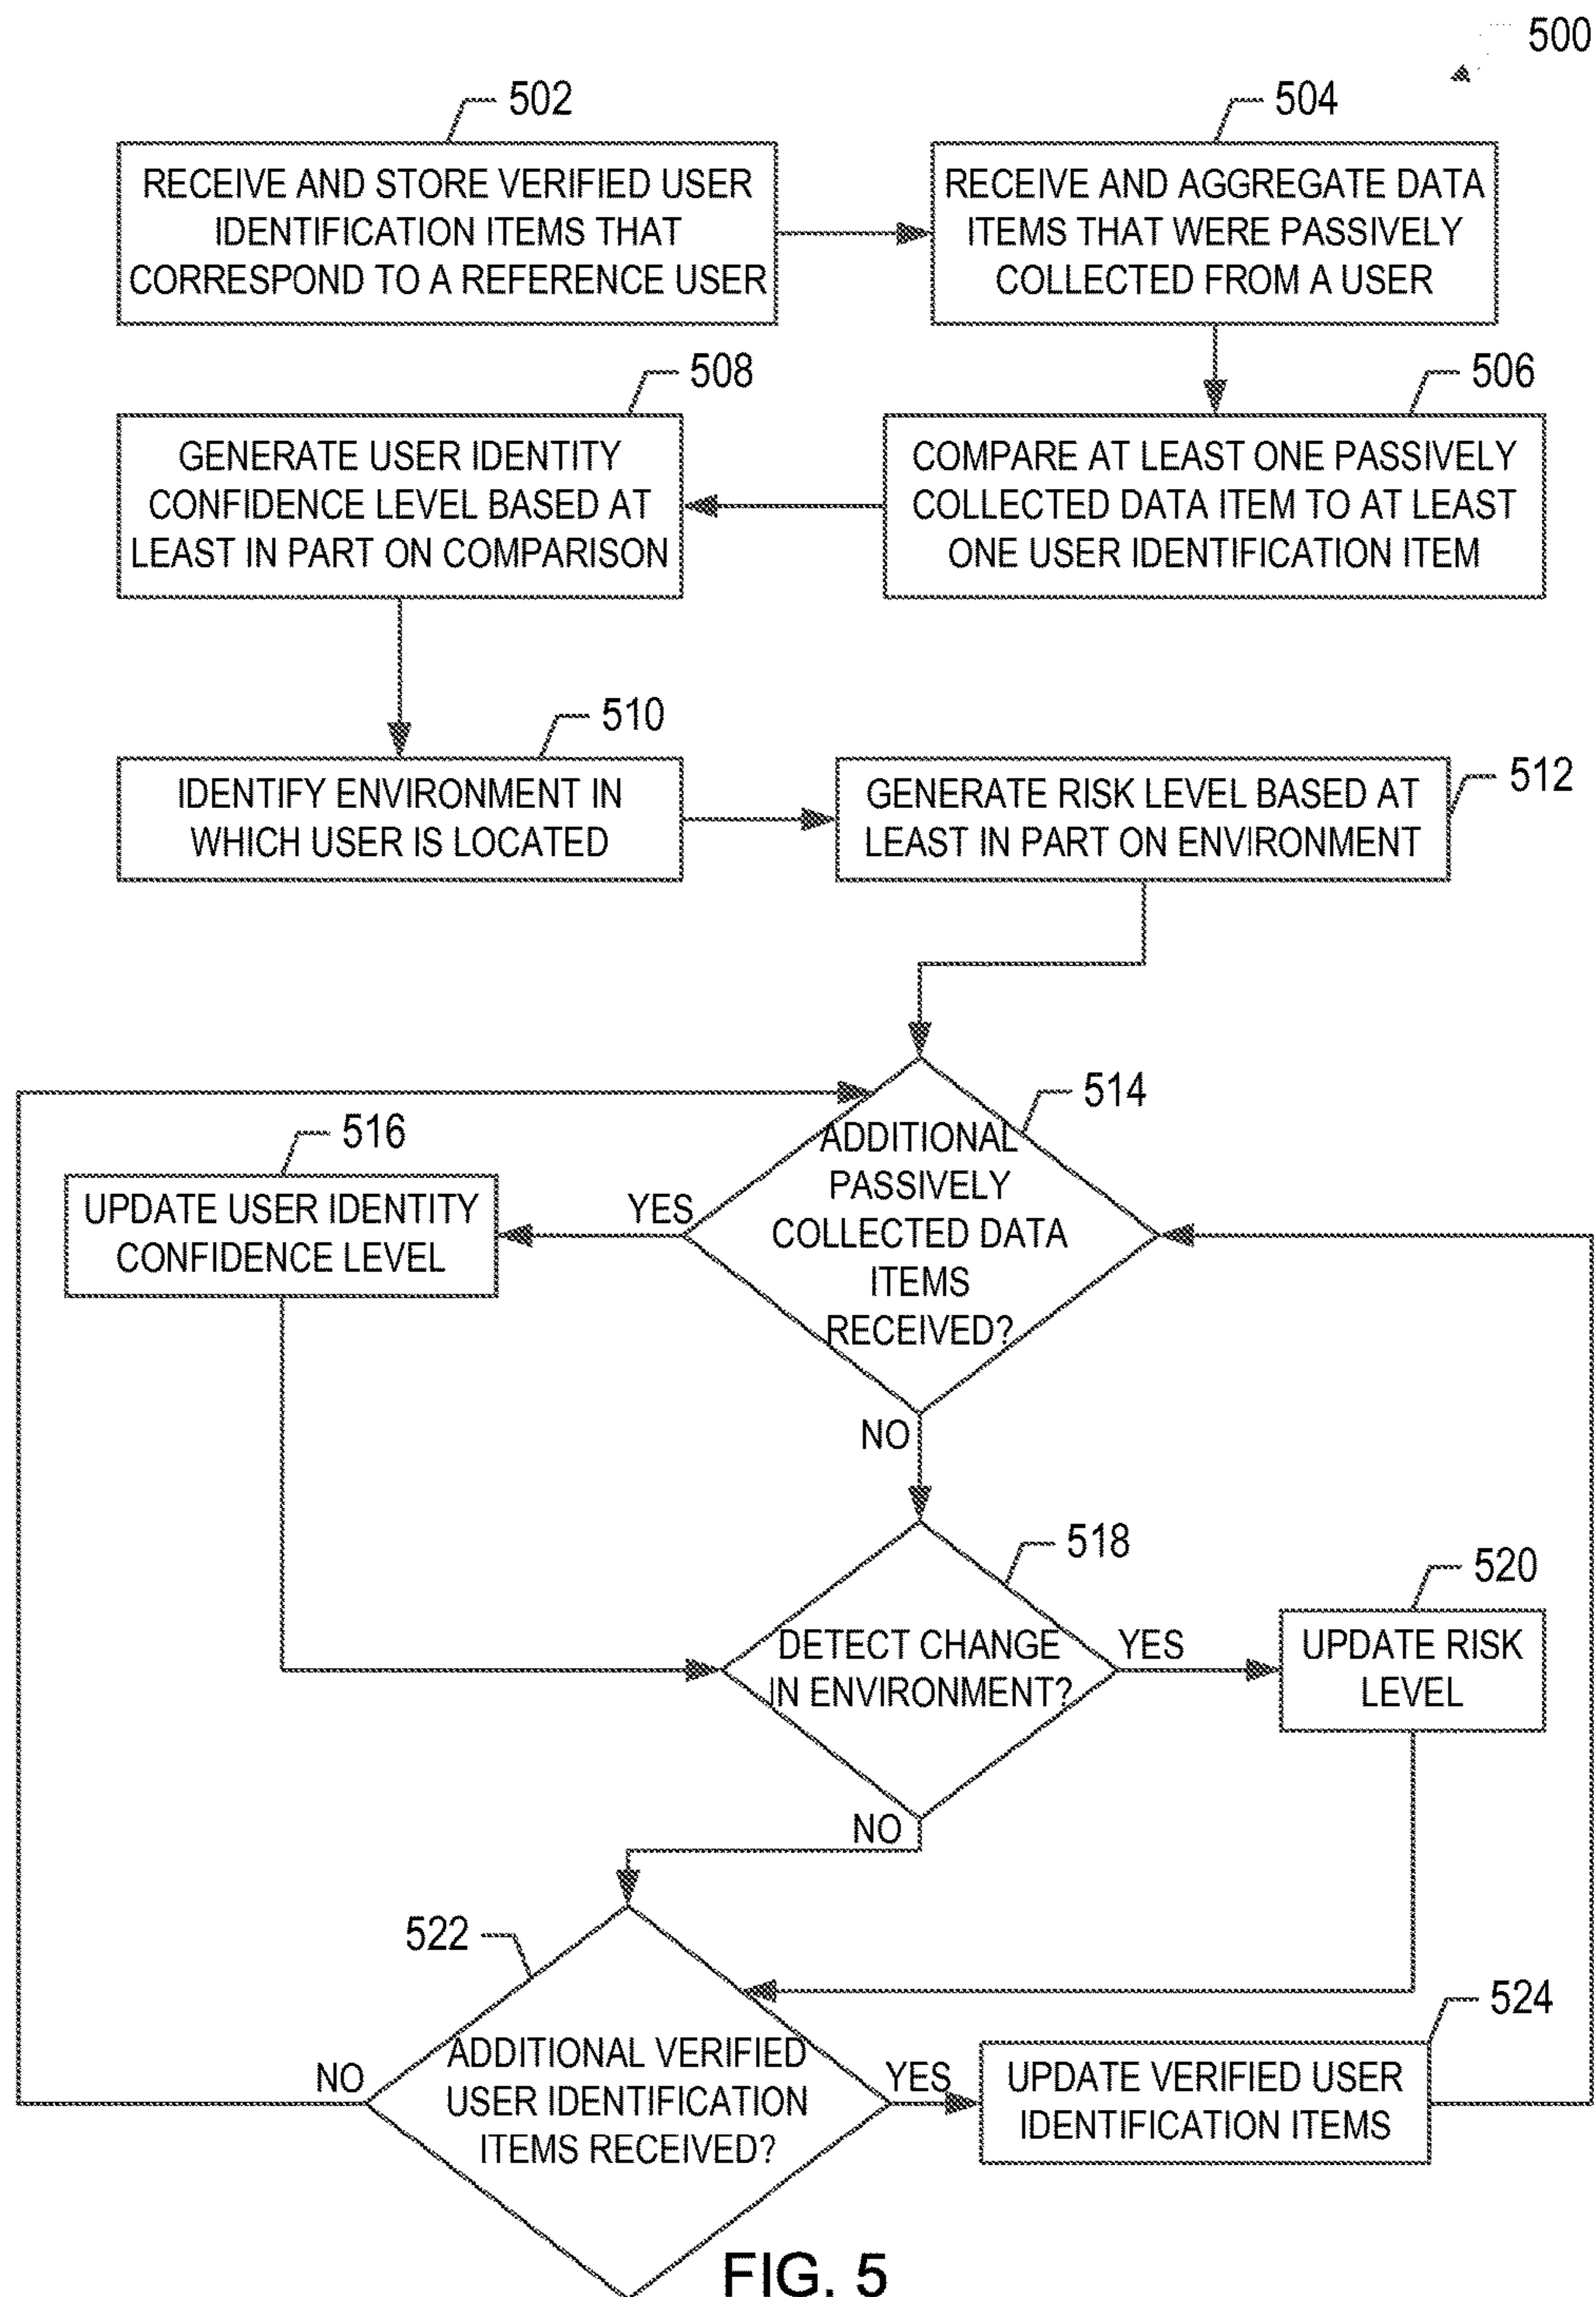 500
502
RECEIVE AND STORE VERIFIED USER
IDENTIFICATION ITEMS THAT
CORRESPOND TO A REFERENCE USER
504
RECEIVE AND AGGREGATE DATA
ITEMS THAT WERE PASSIVELY
COLLECTED FROM A USER
508
GENERATE USER IDENTITY
CONFIDENCE LEVEL BASED AT
LEAST IN PART ON COMPARISON
506
COMPARE AT LEAST ONE PASSIVELY
COLLECTED DATA ITEM TO AT LEAST
ONE USER IDENTIFICATION ITEM
510
IDENTIFY ENVIRONMENT IN
WHICH USER IS LOCATED
512
GENERATE RISK LEVEL BASED AT
LEAST IN PART ON ENVIRONMENT
514
ADDITIONAL
PASSIVELY
COLLECTED DATA
ITEMS
RECEIVED?
YES
516
UPDATE USER IDENTITY
CONFIDENCE LEVEL
NO
518
DETECT CHANGE
IN ENVIRONMENT?
YES
520
UPDATE RISK
LEVEL
NO
522
ADDITIONAL VERIFIED
USER IDENTIFICATION
ITEMS RECEIVED?
NO
YES
524
UPDATE VERIFIED USER
IDENTIFICATION ITEMS
FIG. 5